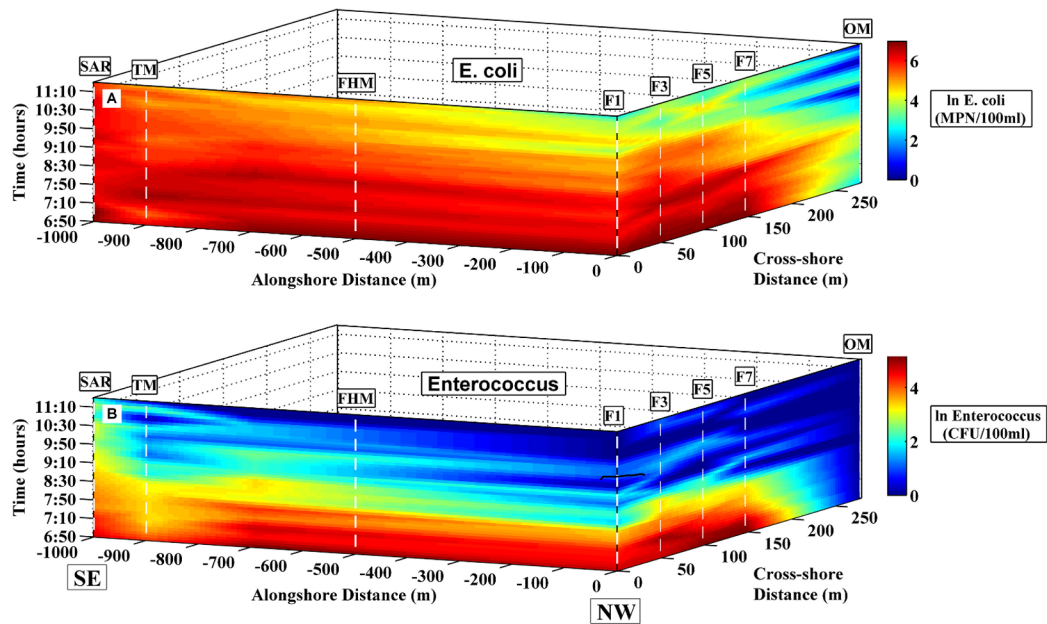 OM
SAR
TM
FHM
E. coli
F1
F3
F5
F7
A
11:10
10:30
9:50
9:10
8:30
7:50
7:10
6:50
Time (hours)
-1000
-900
-800
-700
-600
-500
-400
-300
-200
-100
0
Alongshore Distance (m)
0
50
100
150
200
250
Cross-shore
Distance (m)
6
4
2
0
ln E. coli
(MPN/100ml)
OM
SAR
TM
FHM
Enterococcus
F1
F3
F5
F7
B
11:10
10:30
9:50
9:10
8:30
7:50
7:10
6:50
Time (hours)
-1000
-900
-800
-700
-600
-500
-400
-300
-200
-100
0
Alongshore Distance (m)
0
50
100
150
200
250
Cross-shore
Distance (m)
4
2
0
ln Enterococcus
(CFU/100ml)
SE
NW